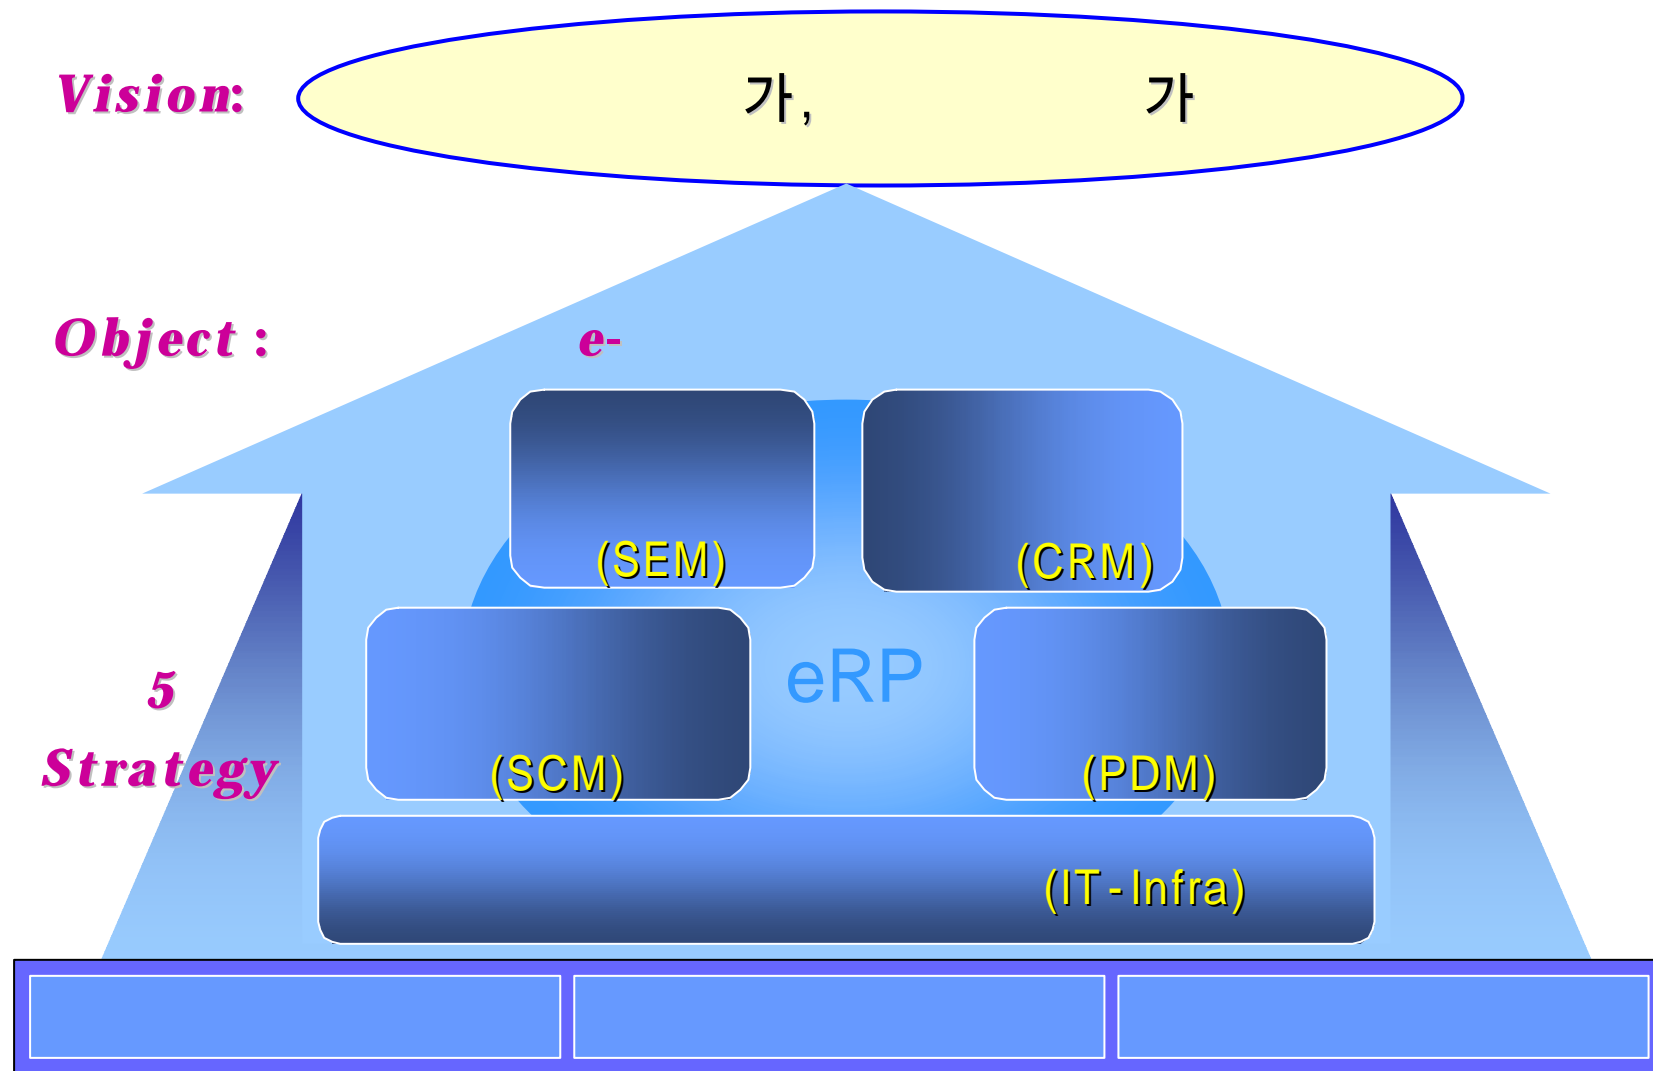 Vision: 가, 가
Object : e-
(SEM) (CRM)
eRP
5
Strategy
(SCM) (PDM)
(IT-Infra)